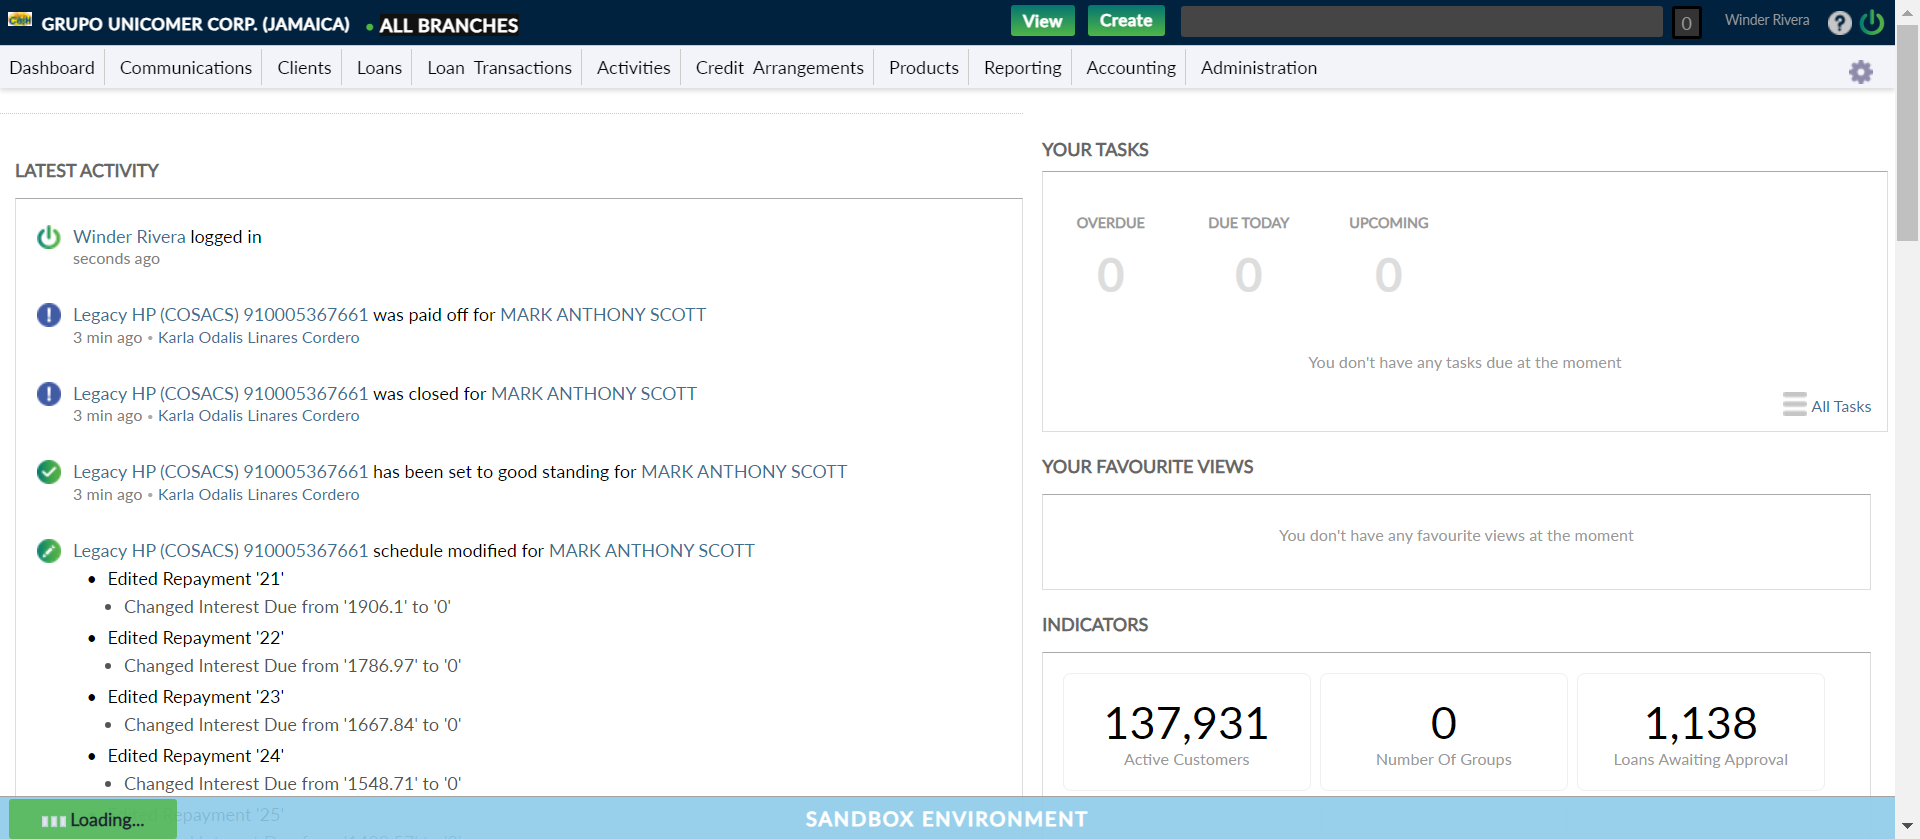 GRUPO UNICOMER CORP. (JAMAICA) • ALL BRANCHES
View
Create
0
Winder Rivera
?
Dashboard
Communications
Clients
Loans
Loan Transactions
Activities
Credit Arrangements
Products
Reporting
Accounting
Administration
LATEST ACTIVITY
Winder Rivera logged in
seconds ago
Legacy HP (COSACS) 910005367661 was paid off for MARK ANTHONY SCOTT
3 min ago • Karla Odalis Linares Cordero
Legacy HP (COSACS) 910005367661 was closed for MARK ANTHONY SCOTT
3 min ago • Karla Odalis Linares Cordero
Legacy HP (COSACS) 910005367661 has been set to good standing for MARK ANTHONY SCOTT
3 min ago • Karla Odalis Linares Cordero
Legacy HP (COSACS) 910005367661 schedule modified for MARK ANTHONY SCOTT
• Edited Repayment '21'
• Changed Interest Due from '1906.1' to '0'
• Edited Repayment '22'
• Changed Interest Due from '1786.97' to '0'
• Edited Repayment '23'
• Changed Interest Due from '1667.84' to '0'
• Edited Repayment '24'
• Changed Interest Due from '1548.71' to '0'
Edited Repayment '25'
YOUR TASKS
OVERDUE
0
DUE TODAY
0
UPCOMING
0
You don't have any tasks due at the moment
All Tasks
YOUR FAVOURITE VIEWS
You don't have any favourite views at the moment
INDICATORS
137,931
Active Customers
0
Number Of Groups
1,138
Loans Awaiting Approval
Loading...
SANDBOX ENVIRONMENT